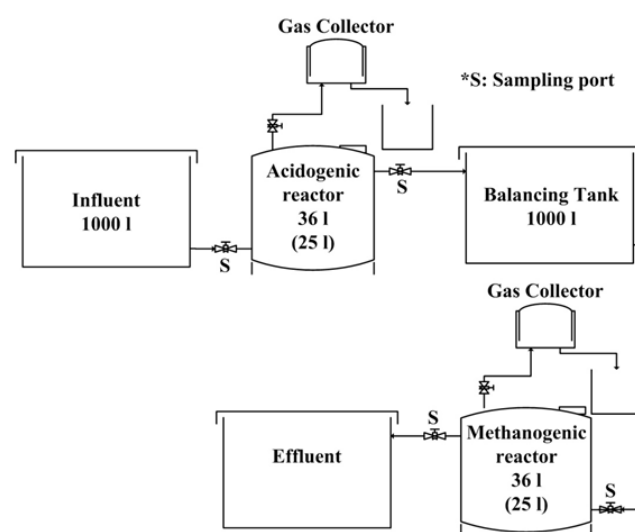 Gas Collector
*S: Sampling port
Influent
1000 l
S
Acidogenic
reactor
36 l
(25 l)
S
Balancing Tank
1000 l
Gas Collector
Effluent
S
Methanogenic
reactor
36 l
(25 l)
S